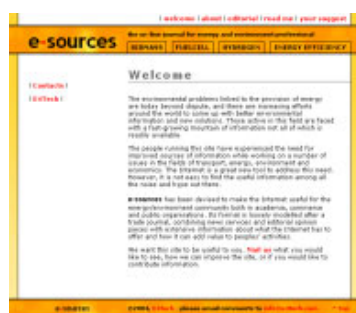 | welcome | about | editorial | read me | your suggest
the on-line journal for energy and environment professional
e-sources
BIOMASS FUELCELL HYDROGEN ENERGY EFFICIENCY
Welcome
| Contacts |
| EdTech |
The environmental problems linked to the provision of energy
are today beyond dispute, and there are increasing efforts
around the world to come up with better environmental
information and new solutions. Those active in this field are faced
with a fast-growing mountain of information not all of which is
readily available.
The people running this site have experienced the need for
improved sources of information while working on a number of
issues in the fields of transport, energy, environment and
economics. The Internet is a great new tool to address this need.
However, it is not easy to find the useful information among all
the noise and hype out there.
e-sources has been devised to make the Internet useful for the
energy/environment community both in academia, commerce
and public organisations. Its format is loosely modelled after a
trade journal, combining news services and editorial opinion
pieces with extensive information about what the Internet has to
offer and how it can add value to peoples' activities.
We want this site to be useful to you. Tell us what you would
like to see, how we can improve the site, or if you would like to
contribute information.
e-sources
please email comments to
^ top